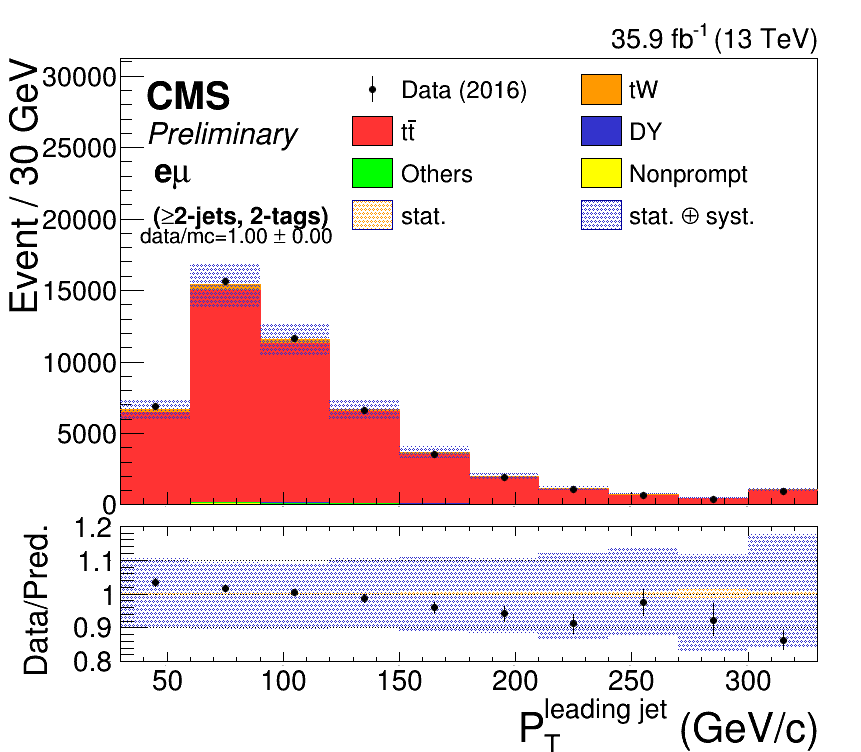 35.9 fb⁻¹ (13 TeV)
Event / 30 GeV
30000
25000
20000
15000
10000
5000
0
CMS
Preliminary
eμ
(≥2-jets, 2-tags)
data/mc=1.00 ± 0.00
Data (2016)
tW
tt̄
DY
Others
Nonprompt
stat.
stat. ⊕ syst.
Data/Pred.
1.2
1.1
1
0.9
0.8
50 100 150 200 250 300
P_T^leading jet (GeV/c)